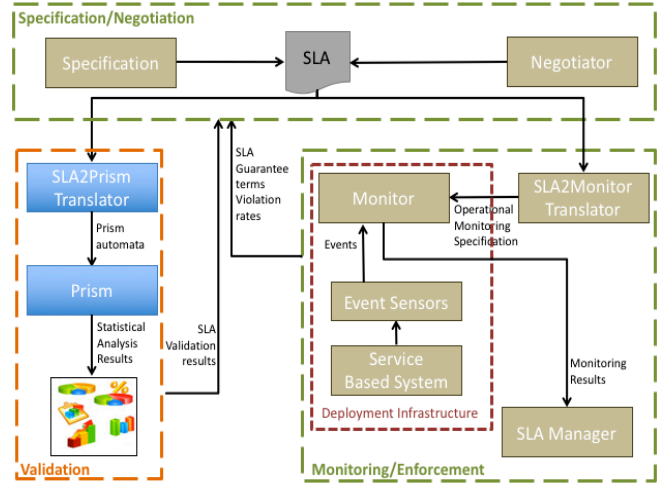 Specification/Negotiation
Specification
SLA
Negotiator
SLA2Prism
Translator
Prism
automata
Prism
Statistical
Analysis
Results
%
Validation
SLA
Validation
results
SLA
Guarantee
terms
Violation
rates
Monitor
Operational
Monitoring
Specification
SLA2Monitor
Translator
Events
Event Sensors
Service
Based System
Deployment Infrastructure
Monitoring
Results
SLA Manager
Monitoring/Enforcement